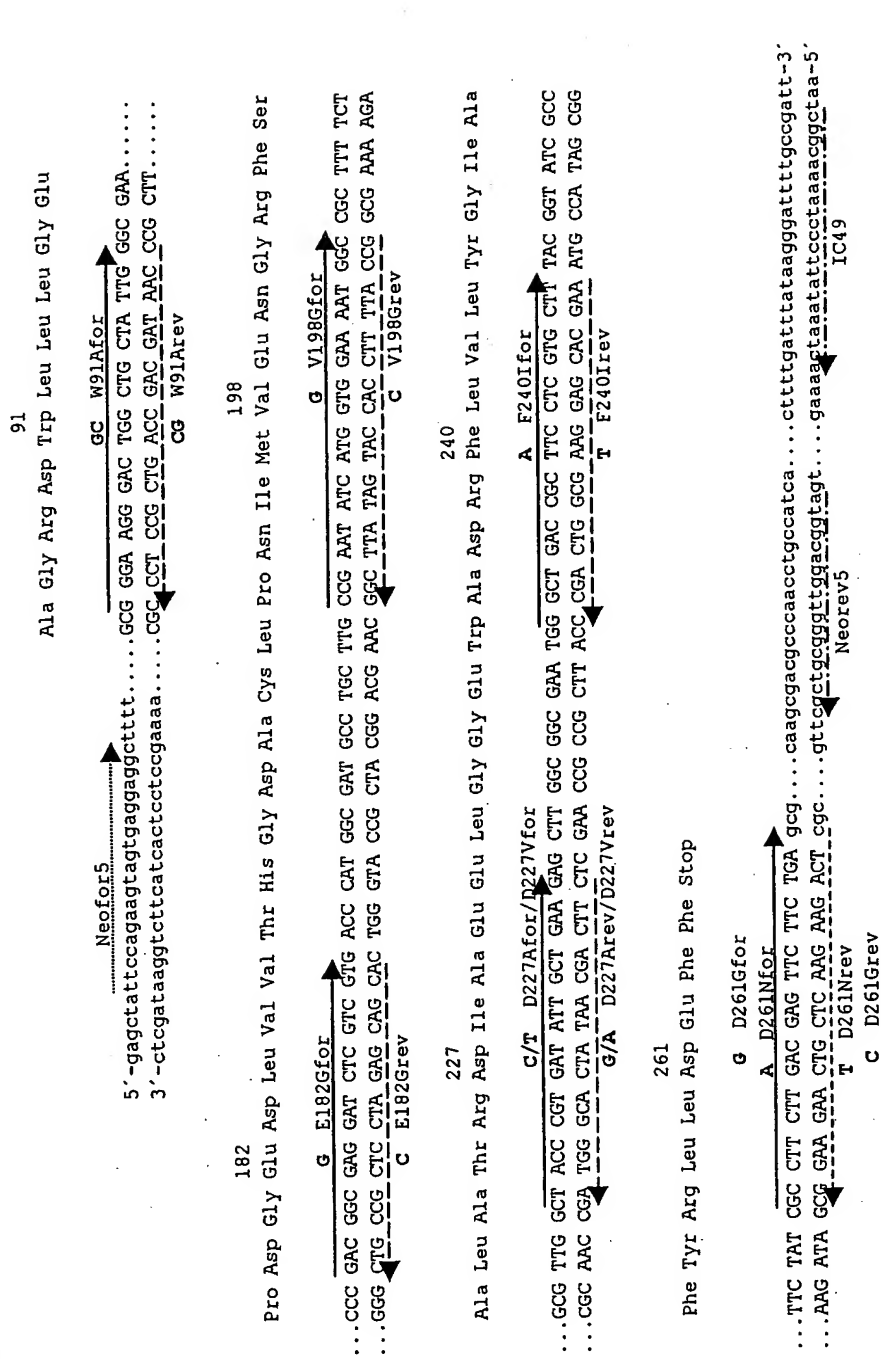 91
Ala Gly Arg Asp Trp Leu Leu Leu Gly Glu
Neofor5
GC W91Afor
5´-gagctattccagaagtagtgaggaggctttt.....GCG GGA AGG GAC TGG CTG CTA TTG GGC GAA......
3´-ctcgataaggtcttcatcactcctccgaaaa.....CGC CCT CCG CTG ACC GAC GAT AAC CCG CTT......
CG W91Arev
182 198
Pro Asp Gly Glu Asp Leu Val Val Thr His Gly Asp Ala Cys Leu Pro Asn Ile Met Val Glu Asn Gly Arg Phe Ser
G E182Gfor G V198Gfor
...CCC GAC GGC GAG GAT CTC GTC GTG ACC CAT GGC GAT GCC TGC TTG CCG AAT ATC ATG GTG GAA AAT GGC CGC TTT TCT
...GGG CTG CCG CTC CTA GAG CAG CAC TGG GTA CCG CTA CGG ACG AAC GGC TTA TAG TAC CAC CTT TTA CCG GCG AAA AGA
C E182Grev C V198Grev
227 240
Ala Leu Ala Thr Arg Asp Ile Ala Glu Glu Leu Gly Gly Glu Trp Ala Asp Arg Phe Leu Val Leu Tyr Gly Ile Ala
C/T D227Afor/D227Vfor A F240Ifor
...GCG TTG GCT ACC CGT GAT ATT GCT GAA GAG CTT GGC GGC GAA TGG GCT GAC CGC TTC CTC GTG CTT TAC GGT ATC GCC
...CGC AAC CGA TGG GCA CTA TAA CGA CTT CTC GAA CCG CCG CTT ACC CGA CTG GCG AAG GAG CAC GAA ATG CCA TAG CGG
G/A D227Arev/D227Vrev T F240Irev
261
Phe Tyr Arg Leu Leu Asp Glu Phe Phe Stop
G D261Gfor
A D261Nfor
...TTC TAT CGC CTT CTT GAC GAG TTC TTC TGA gcg....caagcgacgcccaacctgccatca.....cttttgatttataagggattttgccgatt-3´
...AAG ATA GCG GAA GAA CTG CTC AAG AAG ACT cgc....gttcgctgcgggttggacggtagt.....gaaaactaaatattccctaaaacggctaa-5´
T D261Nrev Neorev5 IC49
C D261Grev